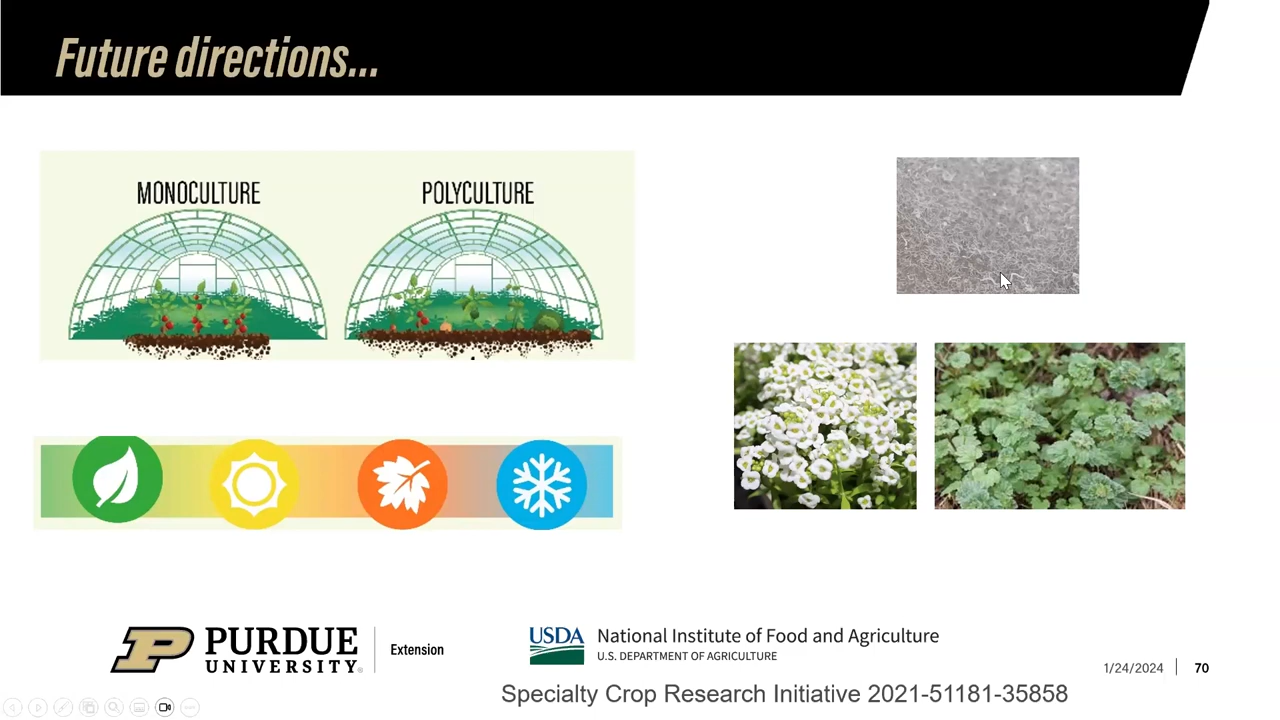 Future directions...
MONOCULTURE
POLYCULTURE
PURDUE
UNIVERSITY®
Extension
USDA
National Institute of Food and Agriculture
U.S. DEPARTMENT OF AGRICULTURE
1/24/2024
70
Specialty Crop Research Initiative 2021-51181-35858